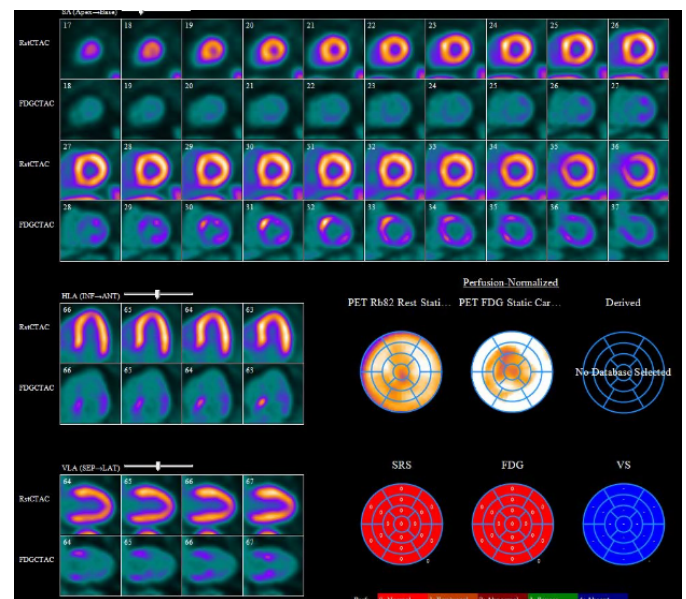 SA (Apex→Base)
17 18 19 20 21 22 23 24 25 26
RstCTAC
18 19 20 21 22 23 24 25 26 27
FDGCTAC
27 28 29 30 31 32 33 34 35 36
RstCTAC
28 29 30 31 32 33 34 35 36 37
FDGCTAC
Perfusion-Normalized
HLA (INF→ANT)
PET Rb82 Rest Stati... PET FDG Static Car... Derived
66 65 64 63
RstCTAC
No Database Selected
66 65 64 63
FDGCTAC
VLA (SEP→LAT)
SRS FDG VS
64 65 66 67
RstCTAC
64 65 66 67
FDGCTAC